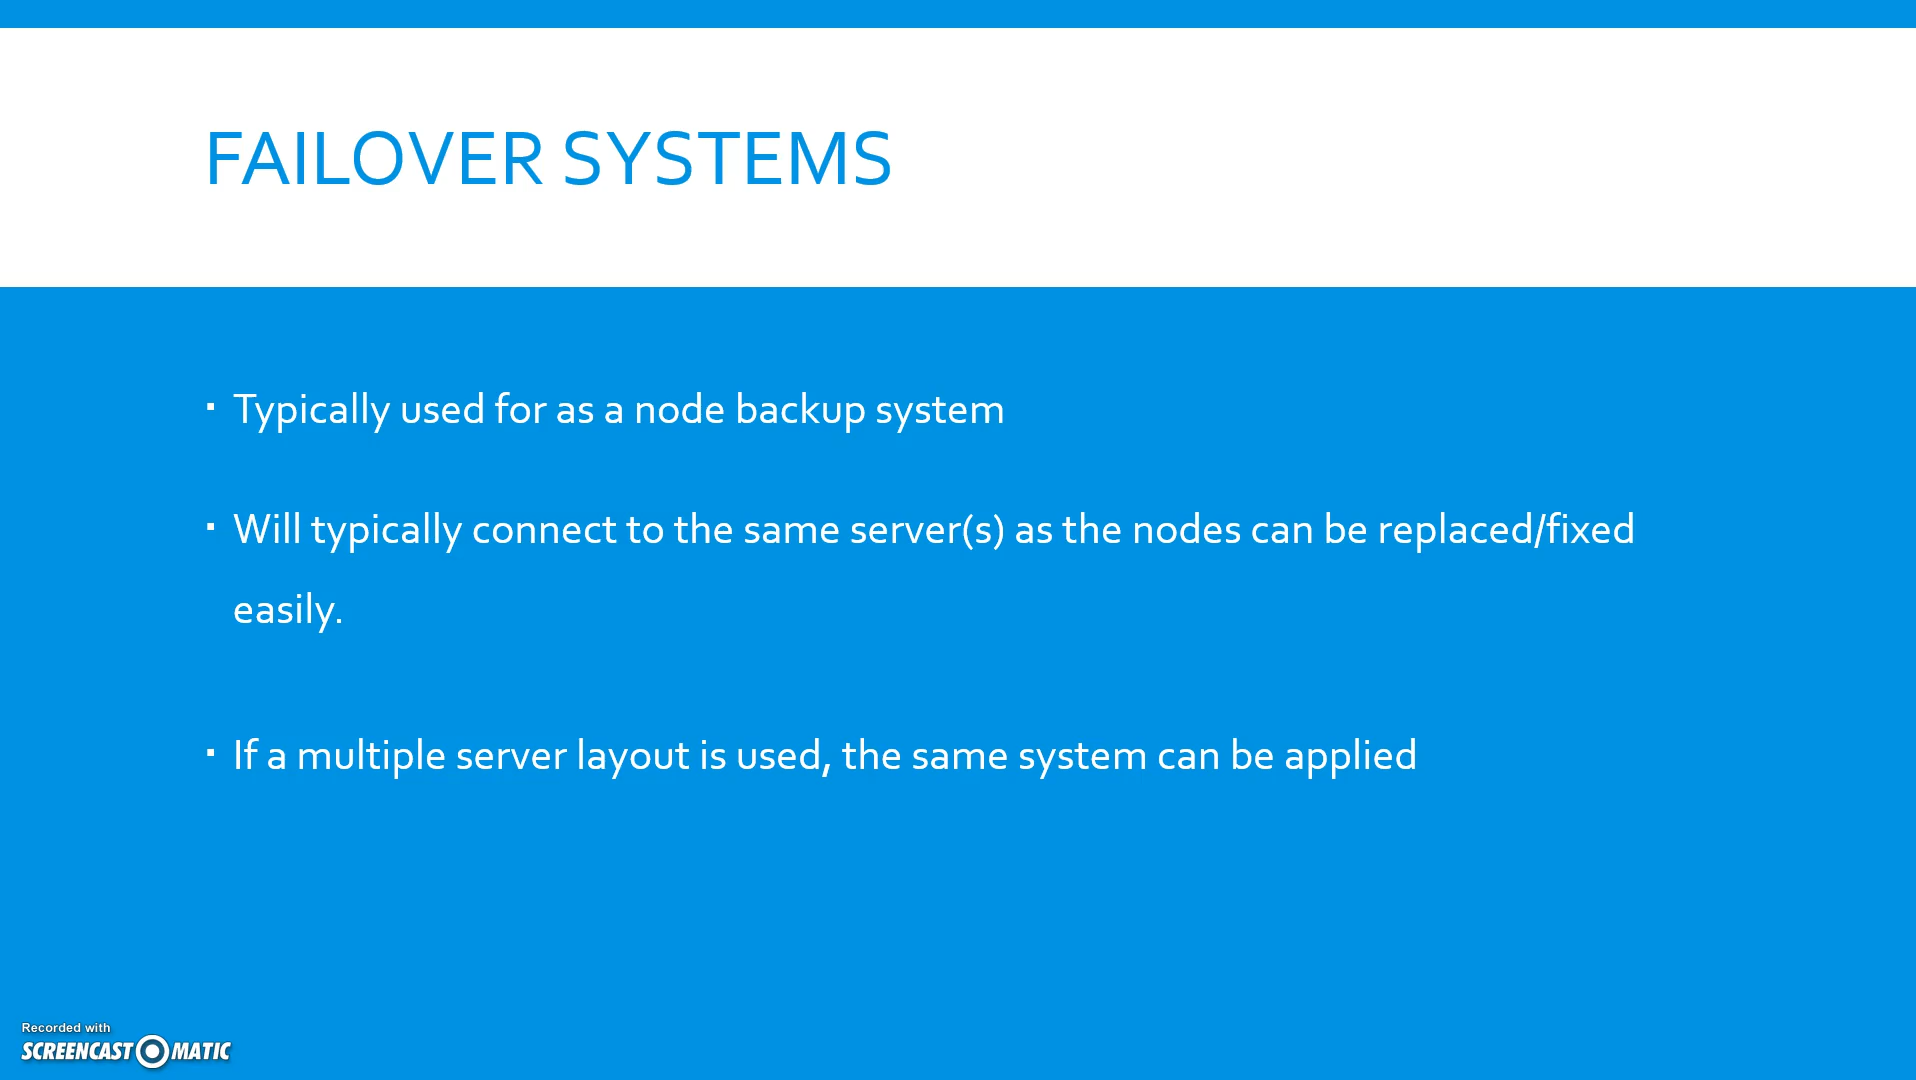 FAILOVER SYSTEMS
▪ Typically used for as a node backup system
▪ Will typically connect to the same server(s) as the nodes can be replaced/fixed
easily.
▪ If a multiple server layout is used, the same system can be applied
Recorded with
SCREENCAST MATIC